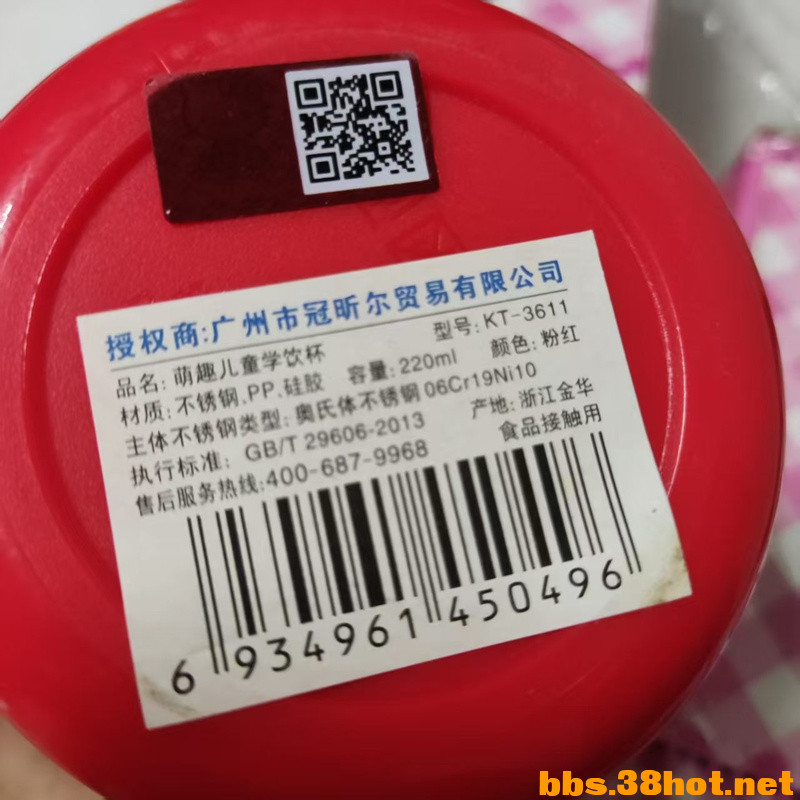 授权商:广州市冠昕尔贸易有限公司
品名: 萌趣儿童学饮杯 型号: KT-3611
材质: 不锈钢、PP、硅胶 容量: 220ml 颜色: 粉红
主体不锈钢类型: 奥氏体不锈钢 06Cr19Ni10
执行标准: GB/T 29606-2013 产地: 浙江金华
售后服务热线:400-687-9968 食品接触用
6 934961 450496
bbs.38hot.net